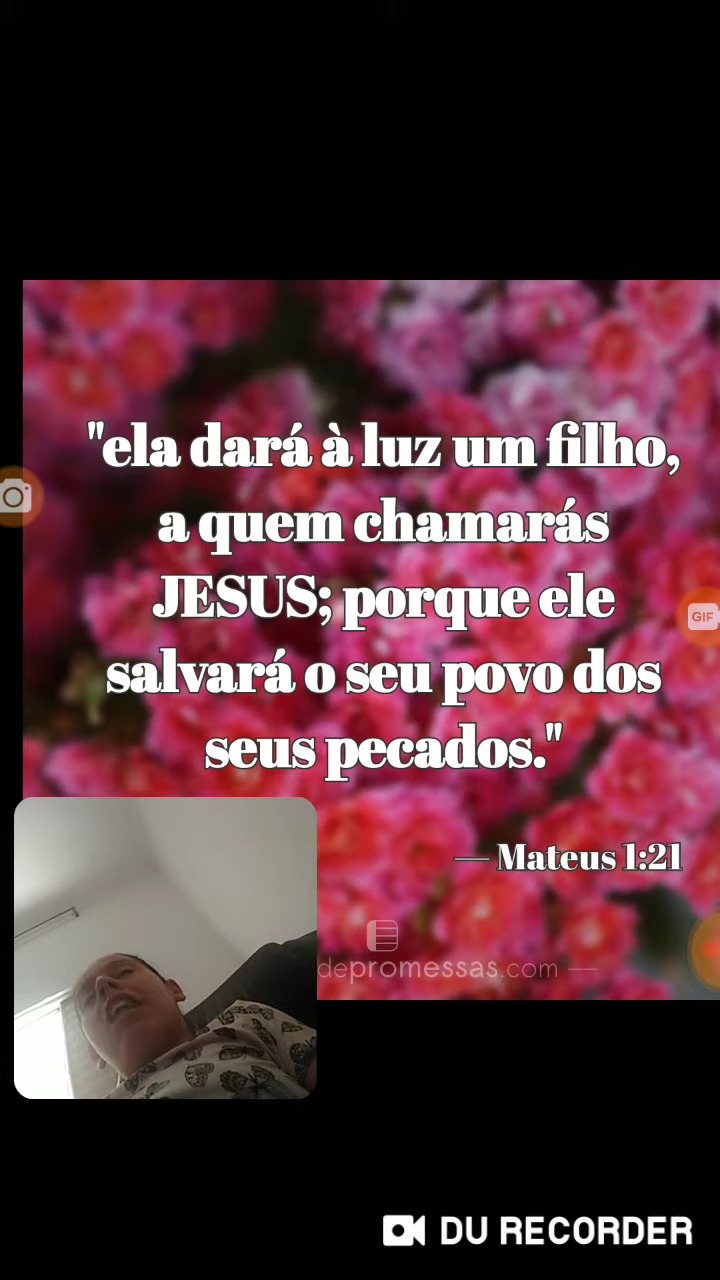 "ela dará à luz um filho,
a quem chamarás
JESUS; porque ele
salvará o seu povo dos
seus pecados."
— Mateus 1:21
GIF
depromessas.com —
DU RECORDER